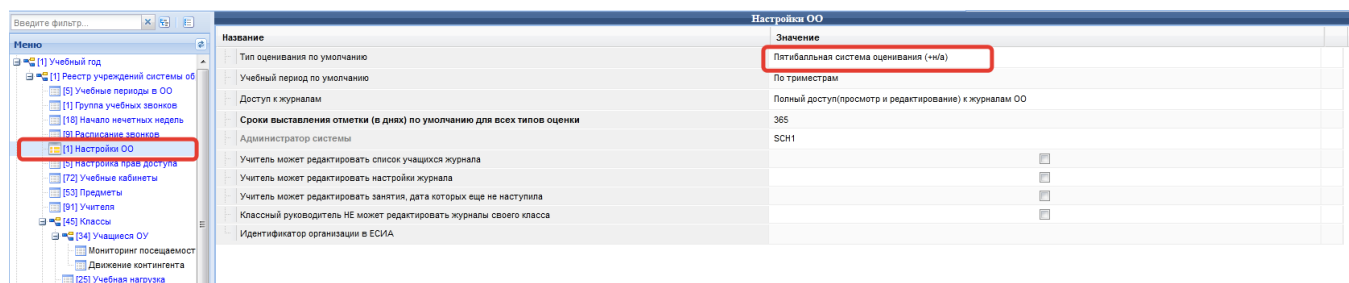 Введите фильтр...
Меню
[1] Учебный год
[1] Реестр учреждений системы об
[5] Учебные периоды в ОО
[1] Группа учебных звонков
[18] Начало нечетных недель
[9] Расписание звонков
[1] Настройки ОО
[5] Настройка прав доступа
[72] Учебные кабинеты
[53] Предметы
[91] Учителя
[45] Классы
[34] Учащиеся ОУ
Мониторинг посещаемост
Движение контингента
[25] Учебная нагрузка
Настройки ОО
Название Значение
Тип оценивания по умолчанию Пятибалльная система оценивания (+н/а)
Учебный период по умолчанию По триместрам
Доступ к журналам Полный доступ(просмотр и редактирование) к журналам ОО
Сроки выставления отметки (в днях) по умолчанию для всех типов оценки 365
Администратор системы SCH1
Учитель может редактировать список учащихся журнала
Учитель может редактировать настройки журнала
Учитель может редактировать занятия, дата которых еще не наступила
Классный руководитель НЕ может редактировать журналы своего класса
Идентификатор организации в ЕСИА